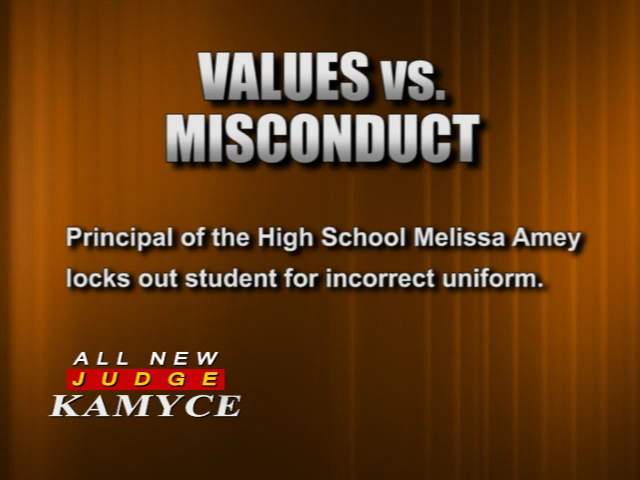 VALUES VS.
MISCONDUCT
Principal of the High School Melissa Amey
locks out student for incorrect uniform.
ALL NEW
JUDGE
KAMYCE